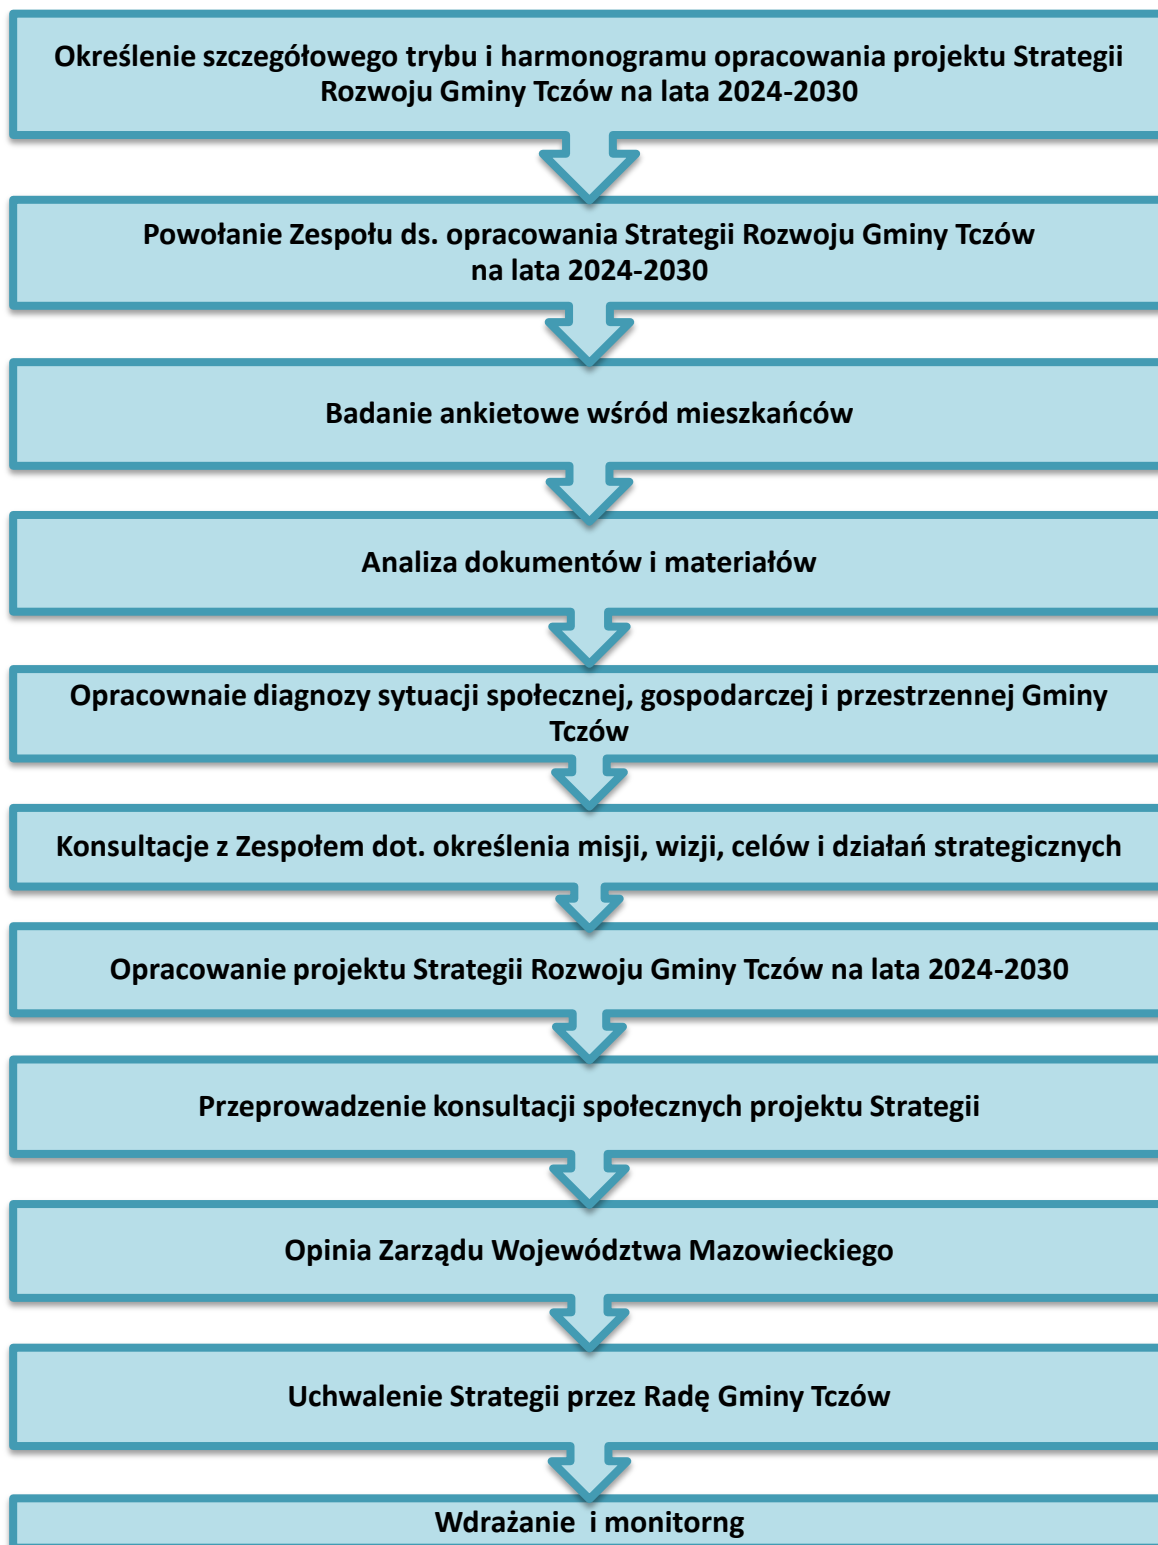 Określenie szczegółowego trybu i harmonogramu opracowania projektu Strategii
Rozwoju Gminy Tczów na lata 2024-2030
Powołanie Zespołu ds. opracowania Strategii Rozwoju Gminy Tczów
na lata 2024-2030
Badanie ankietowe wśród mieszkańców
Analiza dokumentów i materiałów
Opracownaie diagnozy sytuacji społecznej, gospodarczej i przestrzennej Gminy
Tczów
Konsultacje z Zespołem dot. określenia misji, wizji, celów i działań strategicznych
Opracowanie projektu Strategii Rozwoju Gminy Tczów na lata 2024-2030
Przeprowadzenie konsultacji społecznych projektu Strategii
Opinia Zarządu Województwa Mazowieckiego
Uchwalenie Strategii przez Radę Gminy Tczów
Wdrażanie  i monitorng